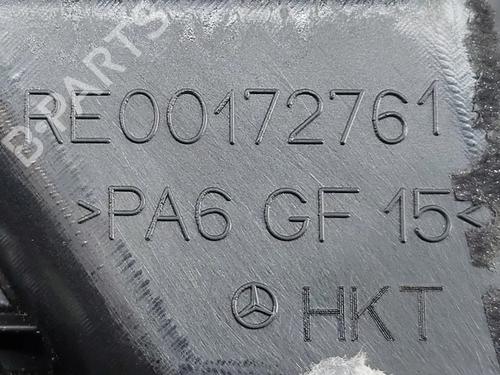 RE00172761
>PA6 GF 15<
HKT
B-PARTS